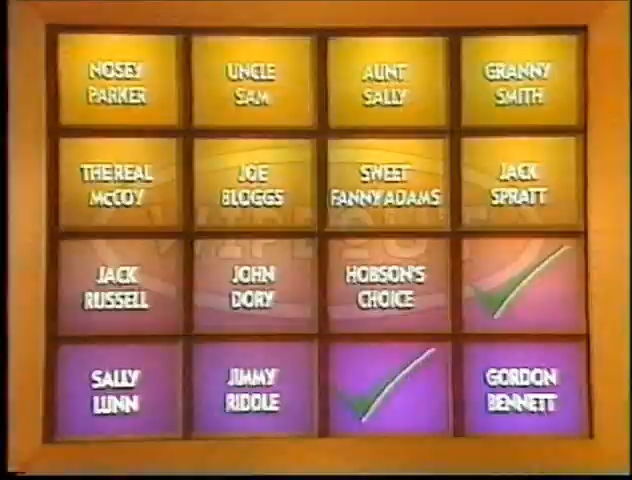 NOSEY PARKER
UNCLE SAM
AUNT SALLY
GRANNY SMITH
THE REAL McCOY
JOE BLOGGS
SWEET FANNY ADAMS
JACK SPRATT
WIPEOUT
JACK RUSSELL
JOHN DORY
HOBSON'S CHOICE
SALLY LUNN
JIMMY RIDDLE
GORDON BENNETT